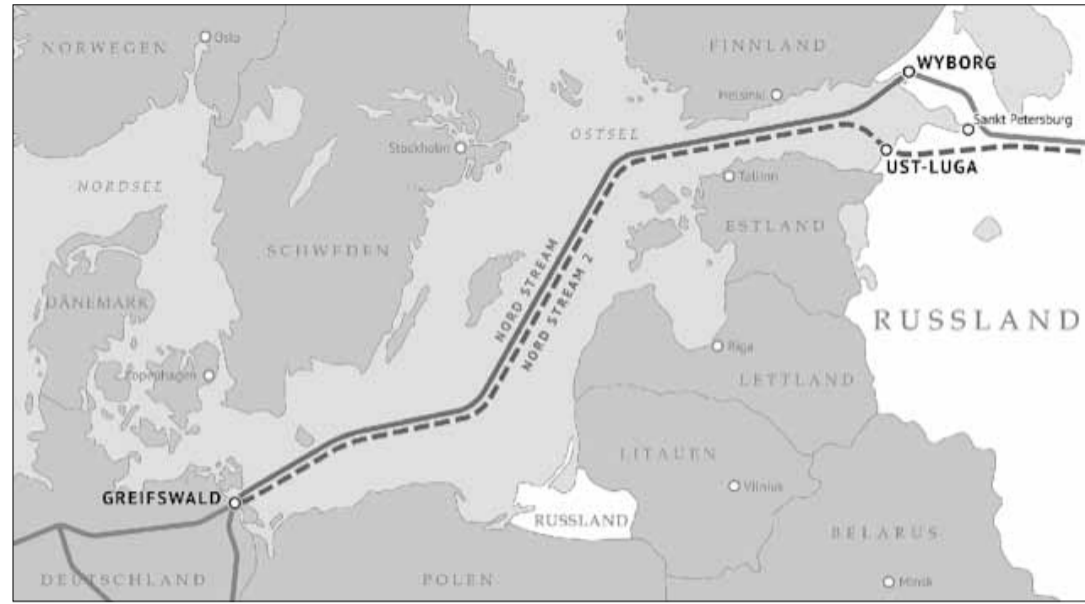 NORWEGEN
Oslo
FINNLAND
WYBORG
Helsinki
Sankt Petersburg
OSTSEE
Stockholm
UST-LUGA
NORDSEE
Tallinn
ESTLAND
SCHWEDEN
NORD STREAM
NORD STREAM 2
DÄNEMARK
RUSSLAND
Riga
Kopenhagen
LETTLAND
LITAUEN
GREIFSWALD
Vilnius
RUSSLAND
BELARUS
DEUTSCHLAND
POLEN
Minsk